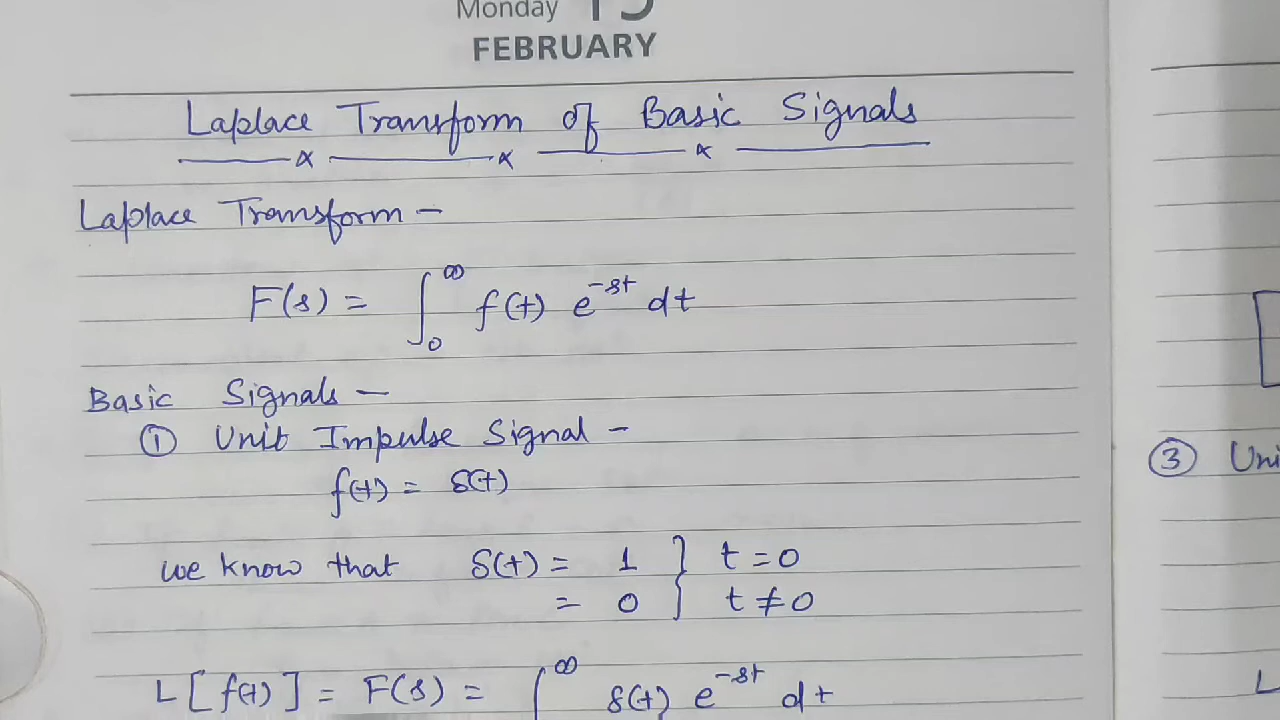 Monday 15
FEBRUARY
Laplace Transform of Basic Signals
Laplace Transform -
F(s) = ∫₀^∞ f(t) e^-st dt
Basic Signals -
① Unit Impulse Signal -
f(t) = δ(t)
we know that δ(t) = 1 } t = 0
= 0 } t ≠ 0
L[f(t)] = F(s) = ∫^∞ δ(t) e^-st dt
③ Uni
L